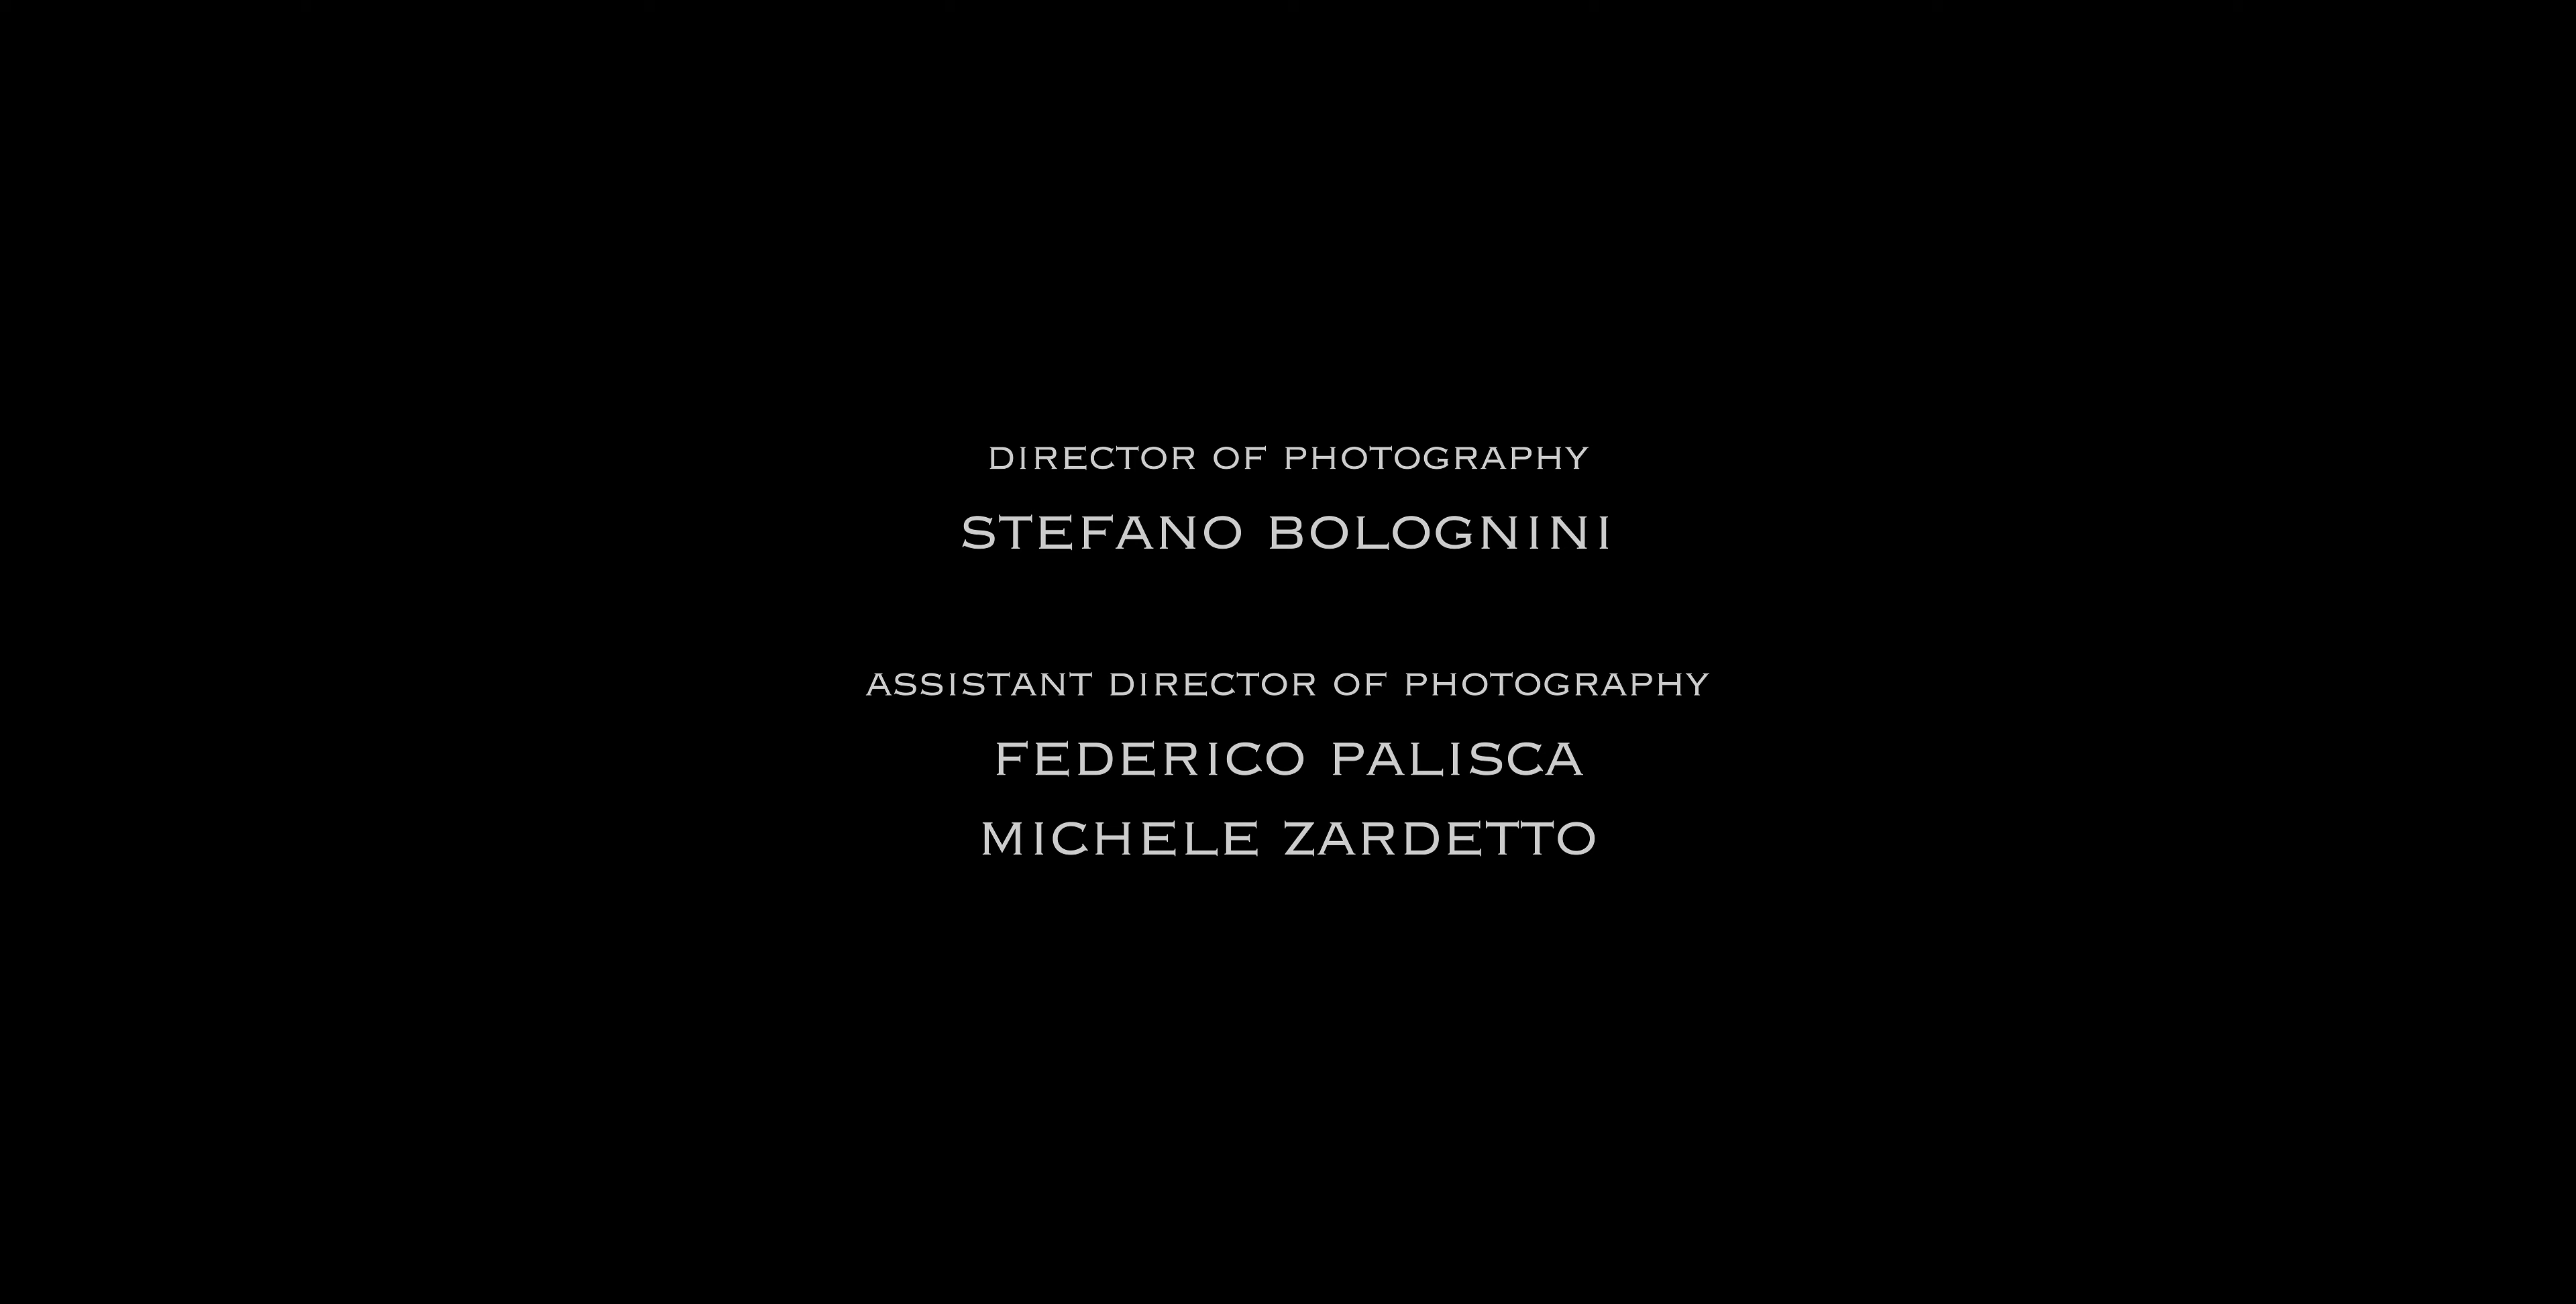 DIRECTOR OF PHOTOGRAPHY
STEFANO BOLOGNINI
ASSISTANT DIRECTOR OF PHOTOGRAPHY
FEDERICO PALISCA
MICHELE ZARDETTO